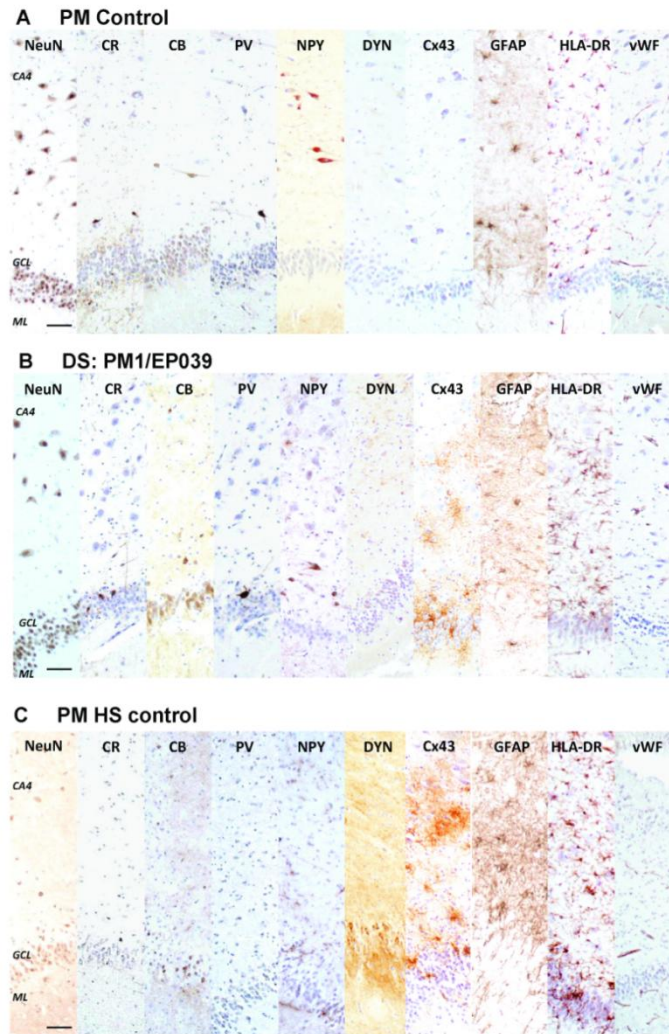 A PM Control
NeuN CR CB PV NPY DYN Cx43 GFAP HLA-DR vWF
CA4
GCL
ML
B DS: PM1/EP039
NeuN CR CB PV NPY DYN Cx43 GFAP HLA-DR vWF
CA4
GCL
ML
C PM HS control
NeuN CR CB PV NPY DYN Cx43 GFAP HLA-DR vWF
CA4
GCL
ML